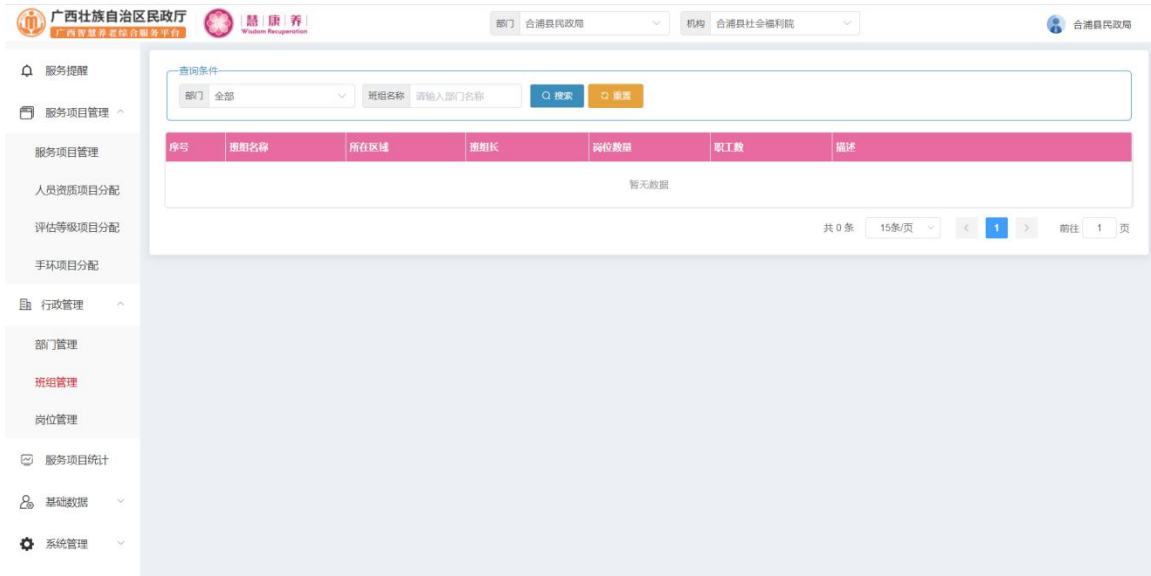 广西壮族自治区民政厅
广西智慧养老综合服务平台
慧康养
Wisdom Recuperation
部门 合浦县民政局
机构 合浦县社会福利院
合浦县民政局
服务提醒
服务项目管理
服务项目管理
人员资质项目分配
评估等级项目分配
手环项目分配
行政管理
部门管理
班组管理
岗位管理
服务项目统计
基础数据
系统管理
查询条件
部门 全部 班组名称 请输入部门名称 搜索 重置
序号 班组名称 所在区域 班组长 岗位数量 职工数 描述
暂无数据
共 0 条 15条/页 1 前往 1 页